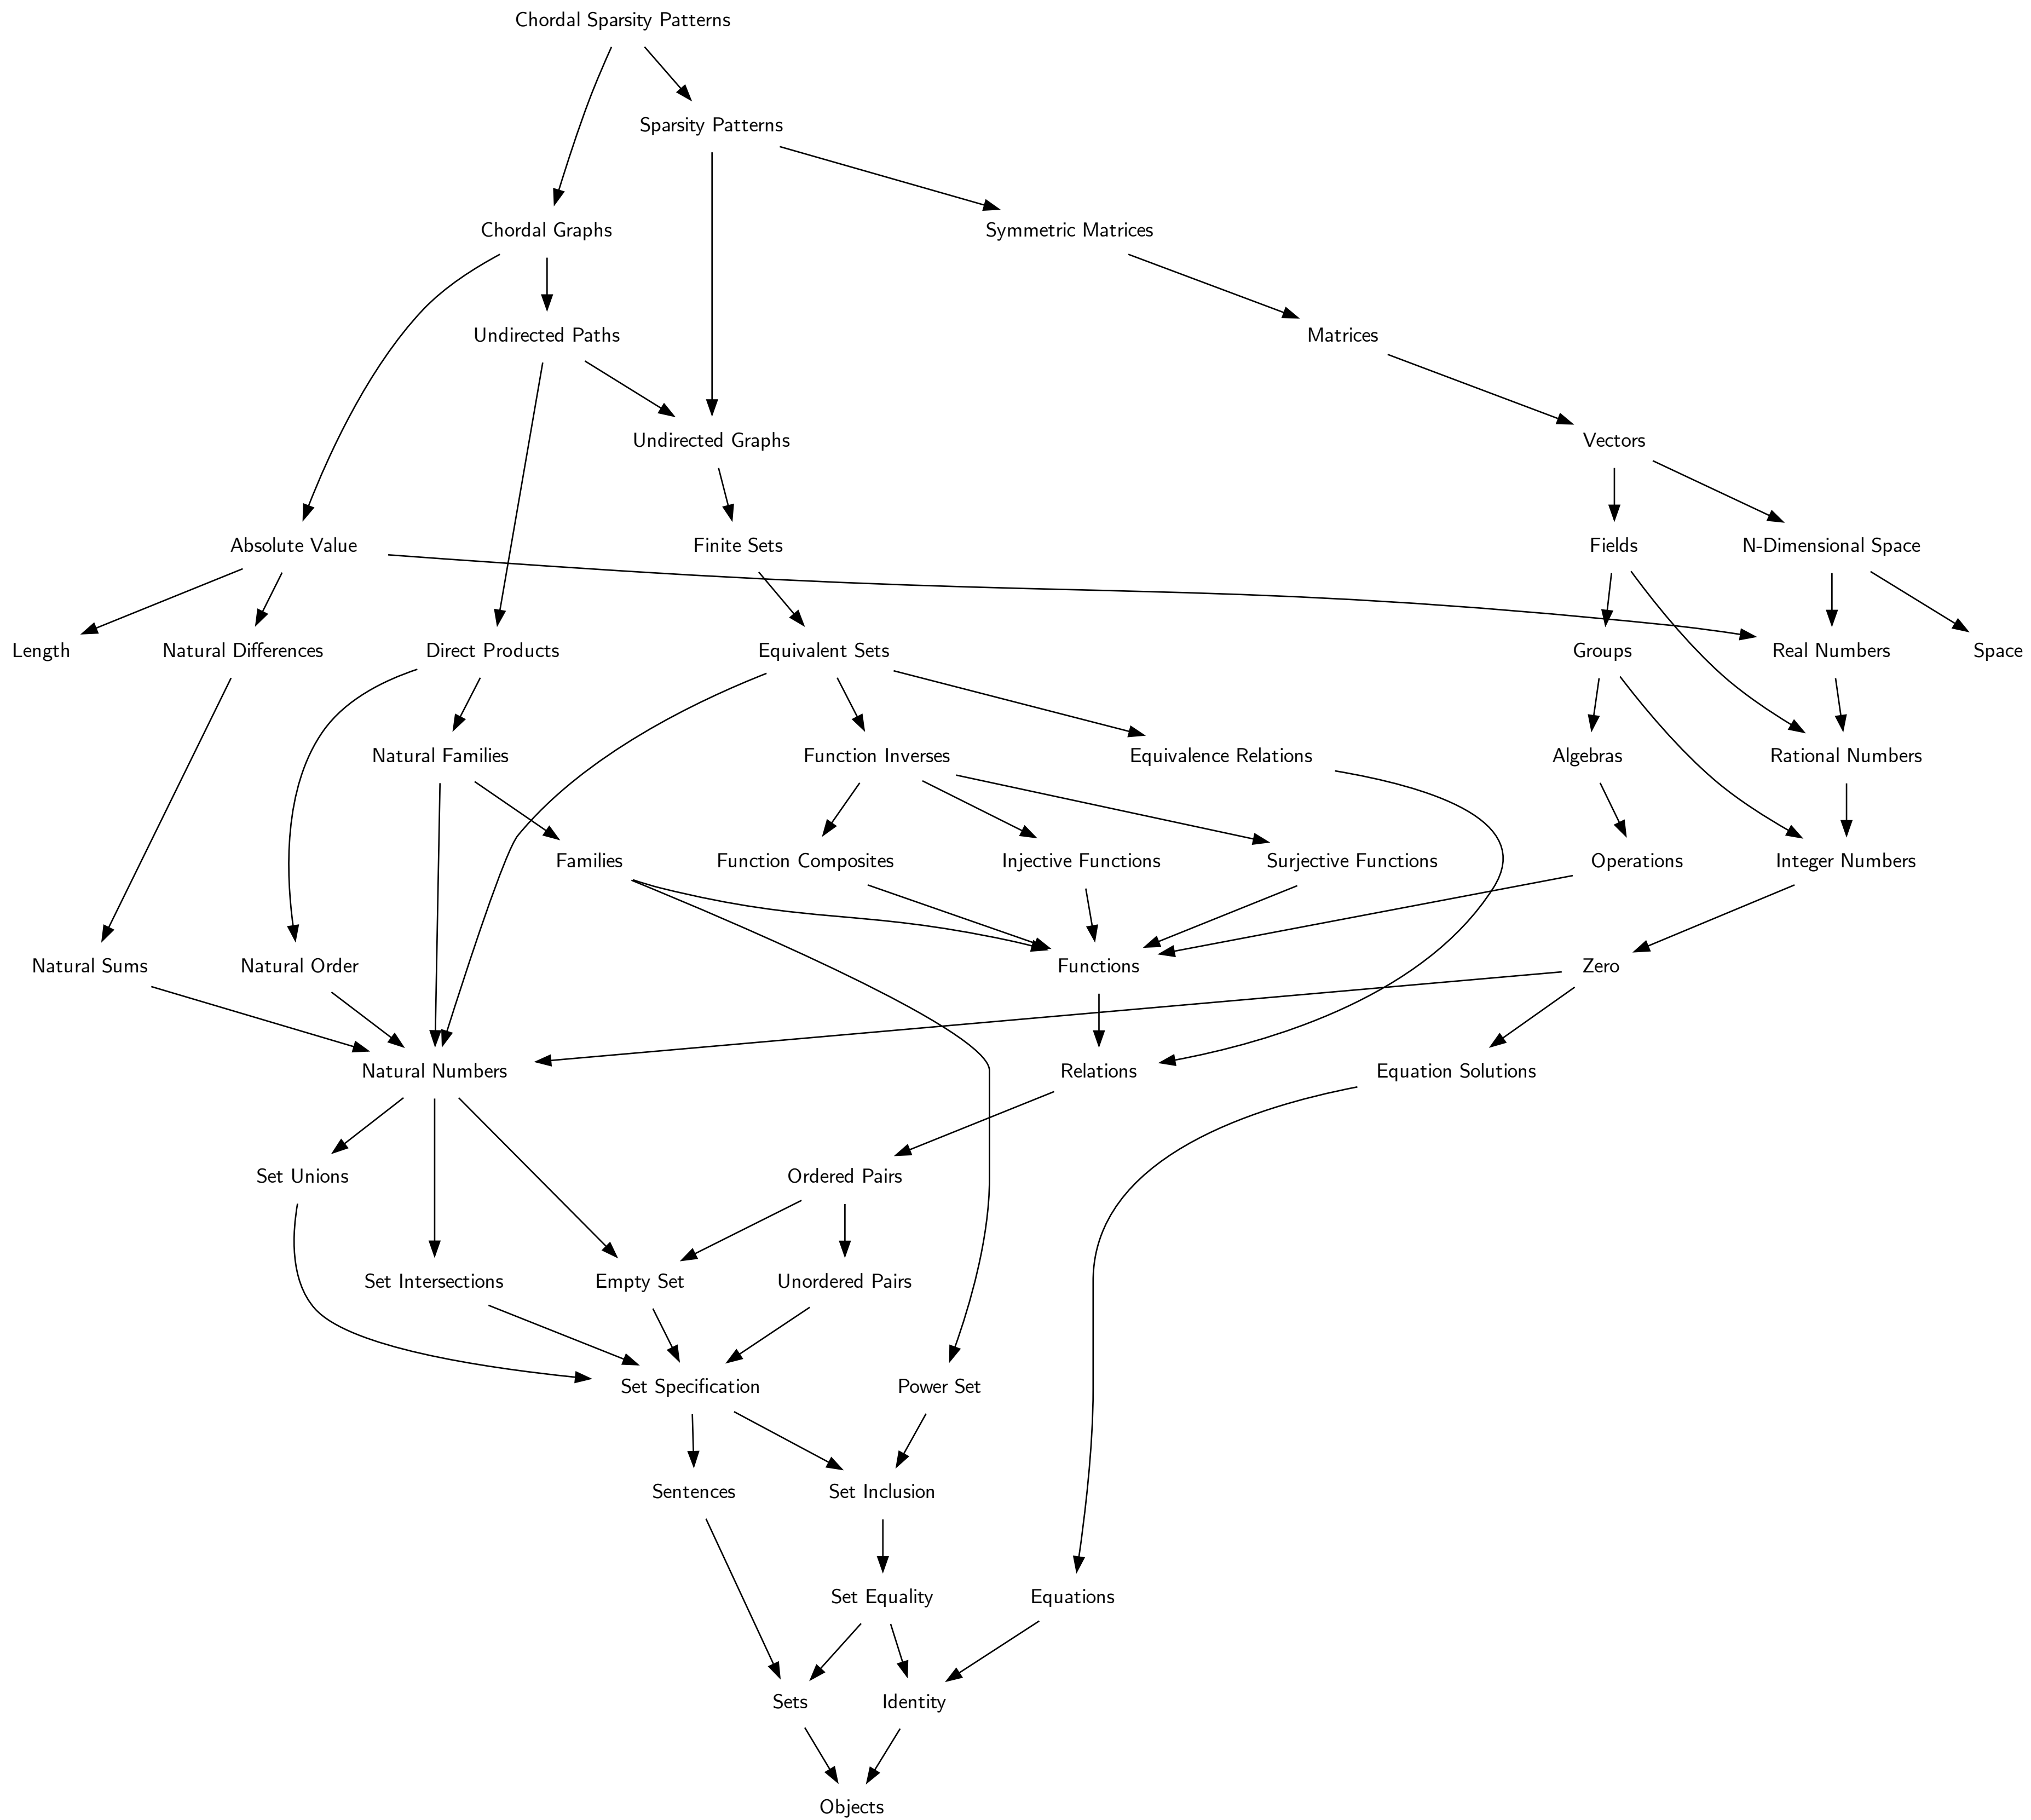 Chordal Sparsity Patterns
Sparsity Patterns
Chordal Graphs
Symmetric Matrices
Undirected Paths
Matrices
Undirected Graphs
Vectors
Absolute Value
Finite Sets
Fields
N-Dimensional Space
Length
Natural Differences
Direct Products
Equivalent Sets
Groups
Real Numbers
Space
Natural Families
Function Inverses
Equivalence Relations
Algebras
Rational Numbers
Families
Function Composites
Injective Functions
Surjective Functions
Operations
Integer Numbers
Natural Sums
Natural Order
Functions
Zero
Natural Numbers
Relations
Equation Solutions
Set Unions
Ordered Pairs
Set Intersections
Empty Set
Unordered Pairs
Set Specification
Power Set
Sentences
Set Inclusion
Set Equality
Equations
Sets
Identity
Objects